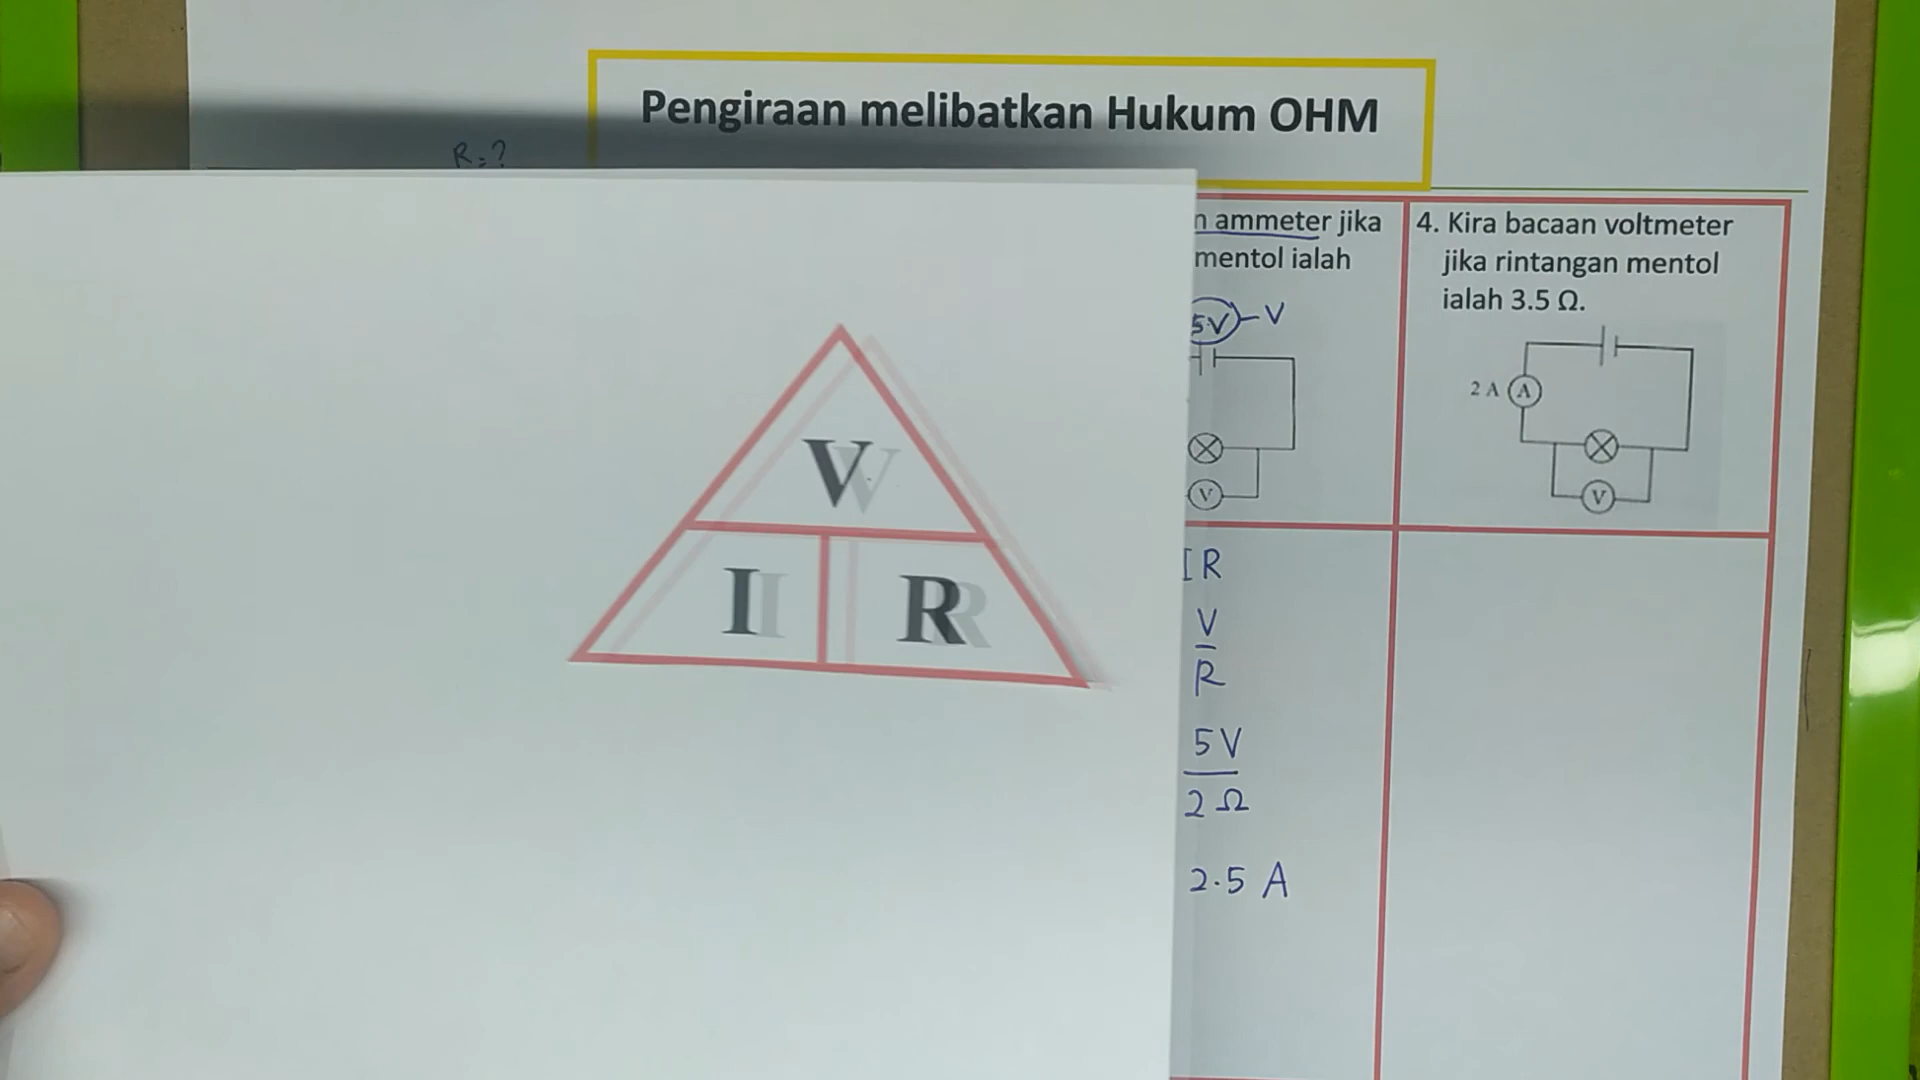 Pengiraan melibatkan Hukum OHM
R=?
V
I R
ammeter jika
mentol ialah
5V V
V
IR
V
R
5V
2 Ω
2.5 A
4. Kira bacaan voltmeter
jika rintangan mentol
ialah 3.5 Ω.
2 A A
V